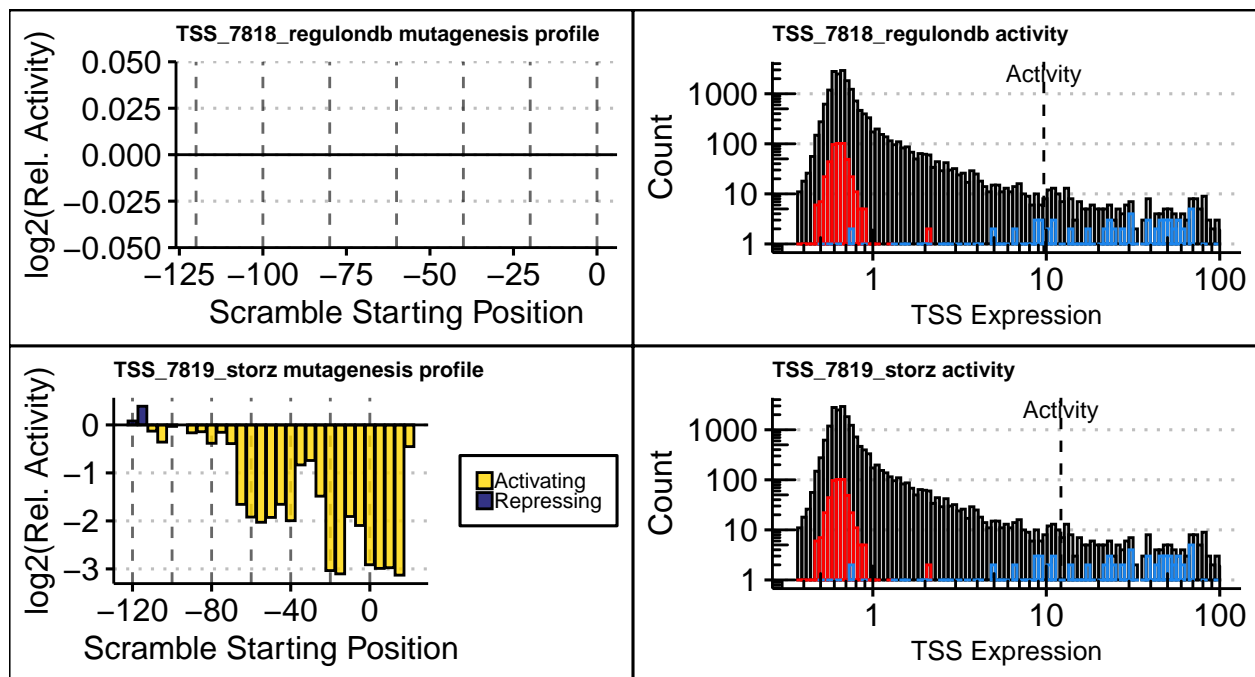 TSS_7818_regulondb mutagenesis profile
log2(Rel. Activity)
0.050
0.025
0.000
−0.025
−0.050
−125 −100 −75 −50 −25 0
Scramble Starting Position
TSS_7818_regulondb activity
Activity
Count
1000
100
10
1
1 10 100
TSS Expression
TSS_7819_storz mutagenesis profile
log2(Rel. Activity)
0
−1
−2
−3
−120 −80 −40 0
Scramble Starting Position
Activating
Repressing
TSS_7819_storz activity
Activity
Count
1000
100
10
1
1 10 100
TSS Expression